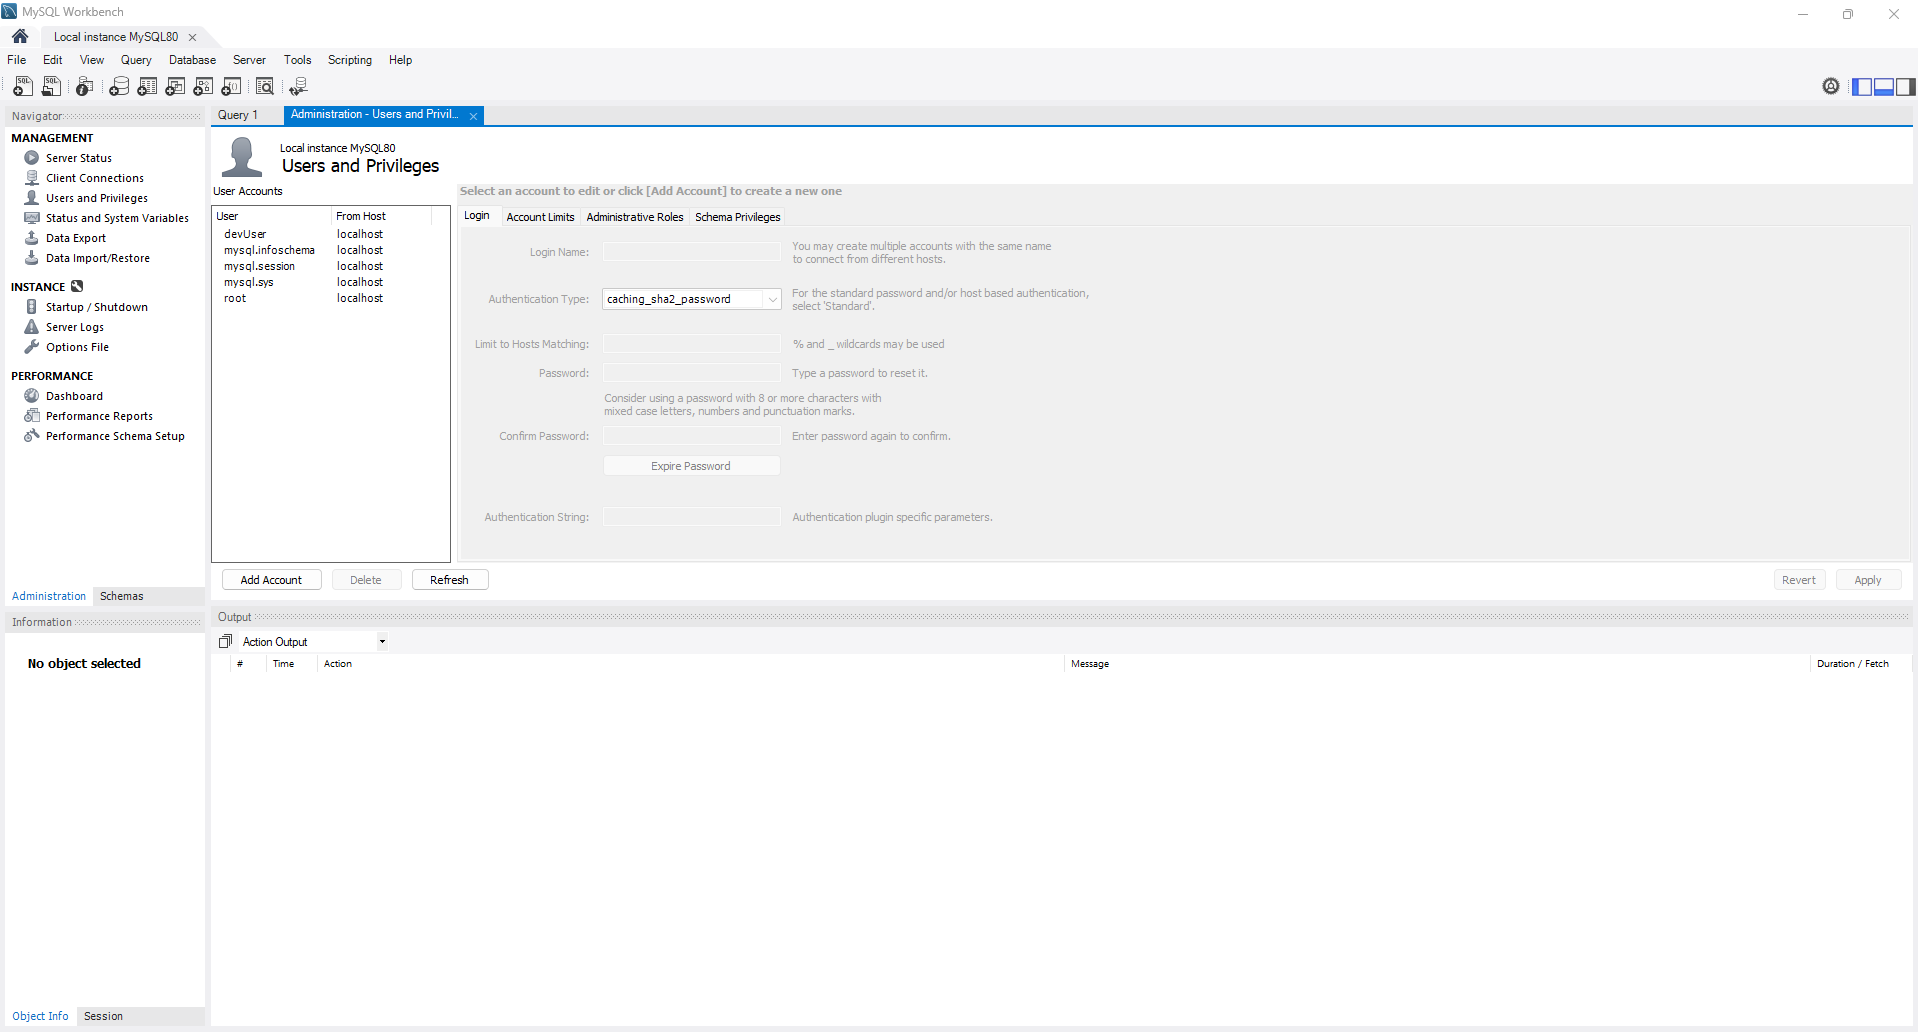 MySQL Workbench
Local instance MySQL80
File Edit View Query Database Server Tools Scripting Help
Navigator
MANAGEMENT
Server Status
Client Connections
Users and Privileges
Status and System Variables
Data Export
Data Import/Restore
INSTANCE
Startup / Shutdown
Server Logs
Options File
PERFORMANCE
Dashboard
Performance Reports
Performance Schema Setup
Administration Schemas
Information
No object selected
Object Info Session
Query 1 Administration - Users and Privil...
Local instance MySQL80
Users and Privileges
User Accounts
User From Host
devUser localhost
mysql.infoschema localhost
mysql.session localhost
mysql.sys localhost
root localhost
Add Account Delete Refresh
Select an account to edit or click [Add Account] to create a new one
Login Account Limits Administrative Roles Schema Privileges
Login Name: You may create multiple accounts with the same name
to connect from different hosts.
Authentication Type: caching_sha2_password For the standard password and/or host based authentication,
select 'Standard'.
Limit to Hosts Matching: % and _ wildcards may be used
Password: Type a password to reset it.
Consider using a password with 8 or more characters with
mixed case letters, numbers and punctuation marks.
Confirm Password: Enter password again to confirm.
Expire Password
Authentication String: Authentication plugin specific parameters.
Revert Apply
Output
Action Output
# Time Action Message Duration / Fetch